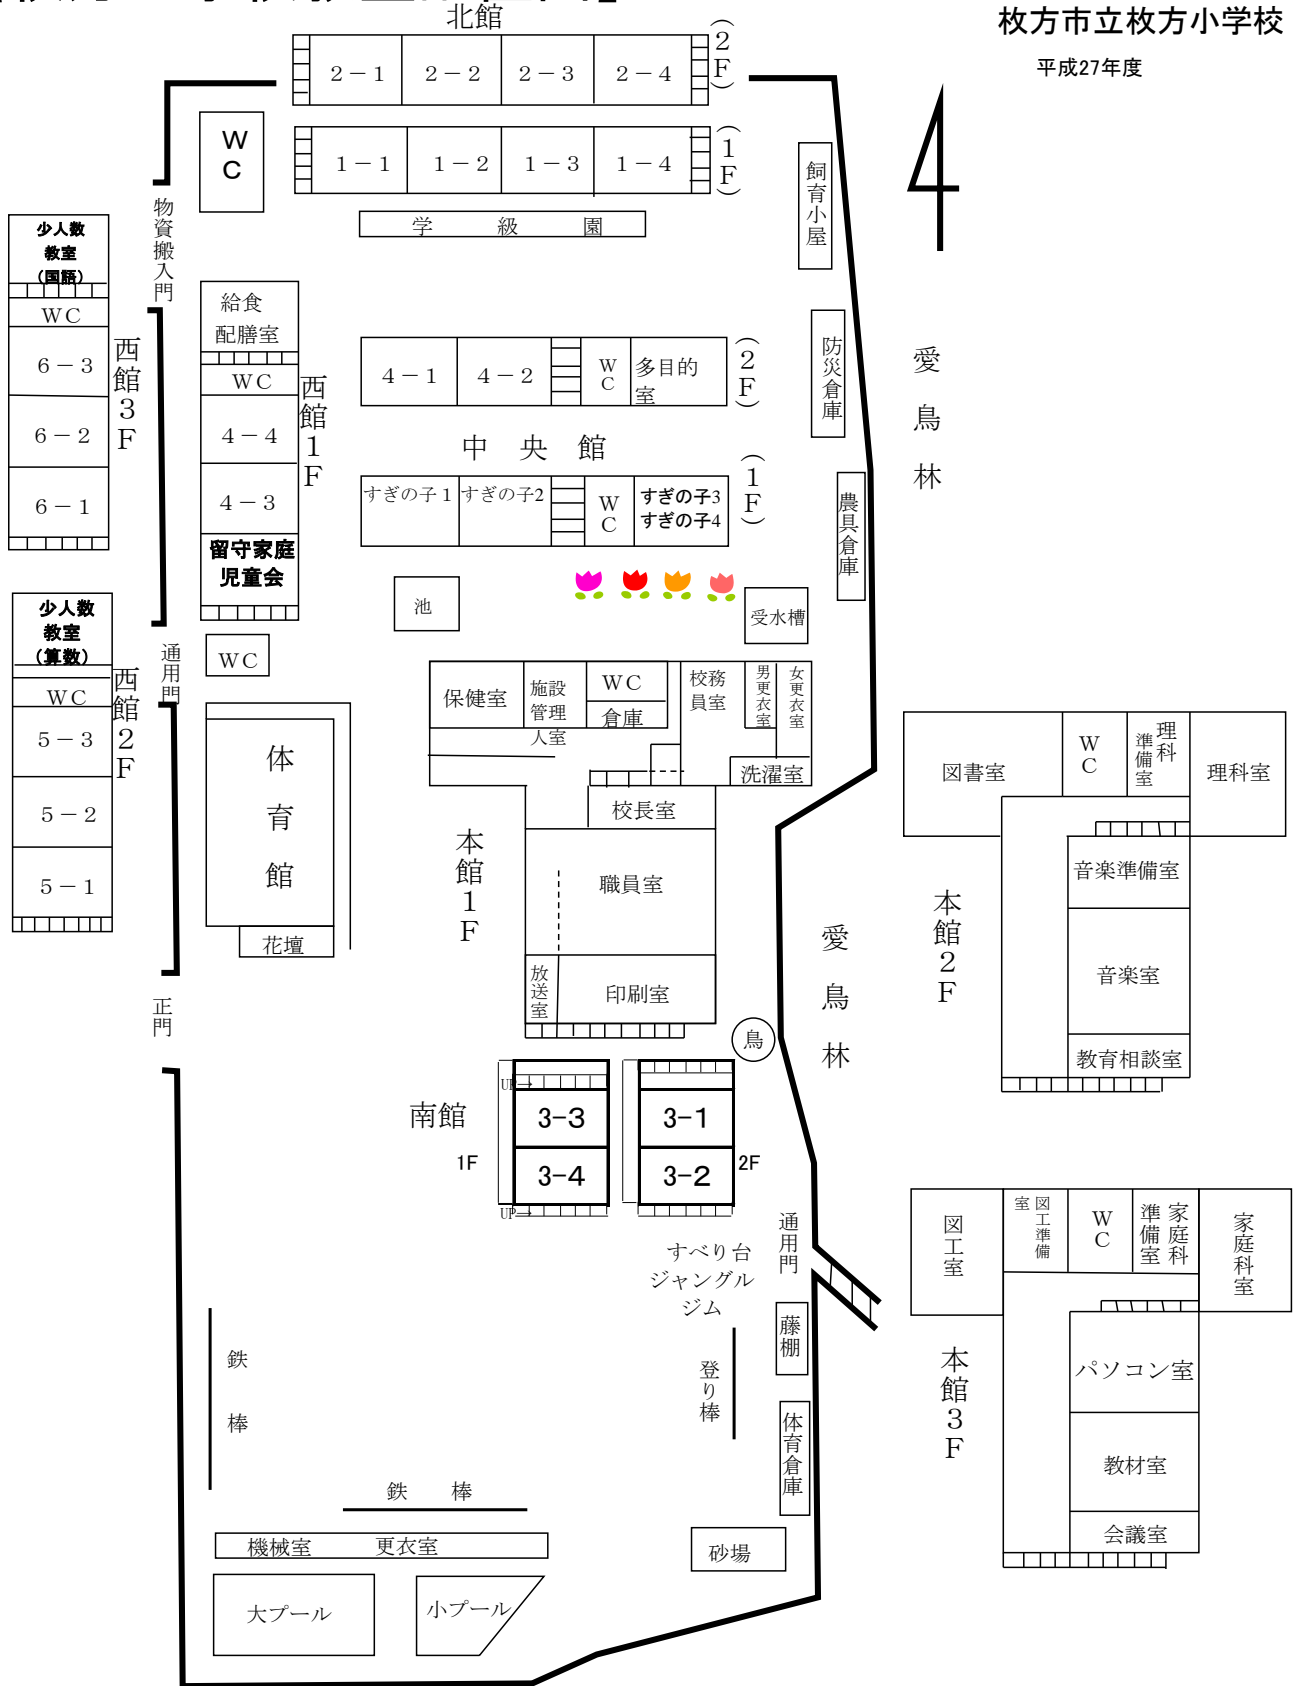 枚方市立枚方小学校
平成27年度
北館
2－1 2－2 2－3 2－4
(2F)
1－1 1－2 1－3 1－4
(1F)
学級園
WC
物資搬入門
飼育小屋
少人数
教室
(国語)
WC
6－3
6－2
6－1
西館3F
給食
配膳室
WC
4－4
4－3
留守家庭
児童会
西館1F
4－1 4－2 WC 多目的室
(2F)
中央館
すぎの子1 すぎの子2 WC すぎの子3
すぎの子4
(1F)
防災倉庫
愛鳥林
農具倉庫
池
受水槽
少人数
教室
(算数)
WC
5－3
5－2
5－1
西館2F
通用門
WC
体育館
花壇
保健室
施設
管理
人室
WC
倉庫
校務
員室
男更衣室
女更衣室
洗濯室
校長室
職員室
放送室
印刷室
本館1F
愛鳥林
図書室
WC
理科
準備室
理科室
音楽準備室
音楽室
教育相談室
本館2F
正門
鳥
南館
1F
UP→
3-3
3-4
UP→
3-1
3-2
2F
通用門
すべり台
ジャングル
ジム
登り棒
藤棚
体育倉庫
図工室
図工準備室
WC
家庭科
準備室
家庭科室
パソコン室
教材室
会議室
本館3F
鉄棒
鉄棒
機械室 更衣室
砂場
大プール
小プール